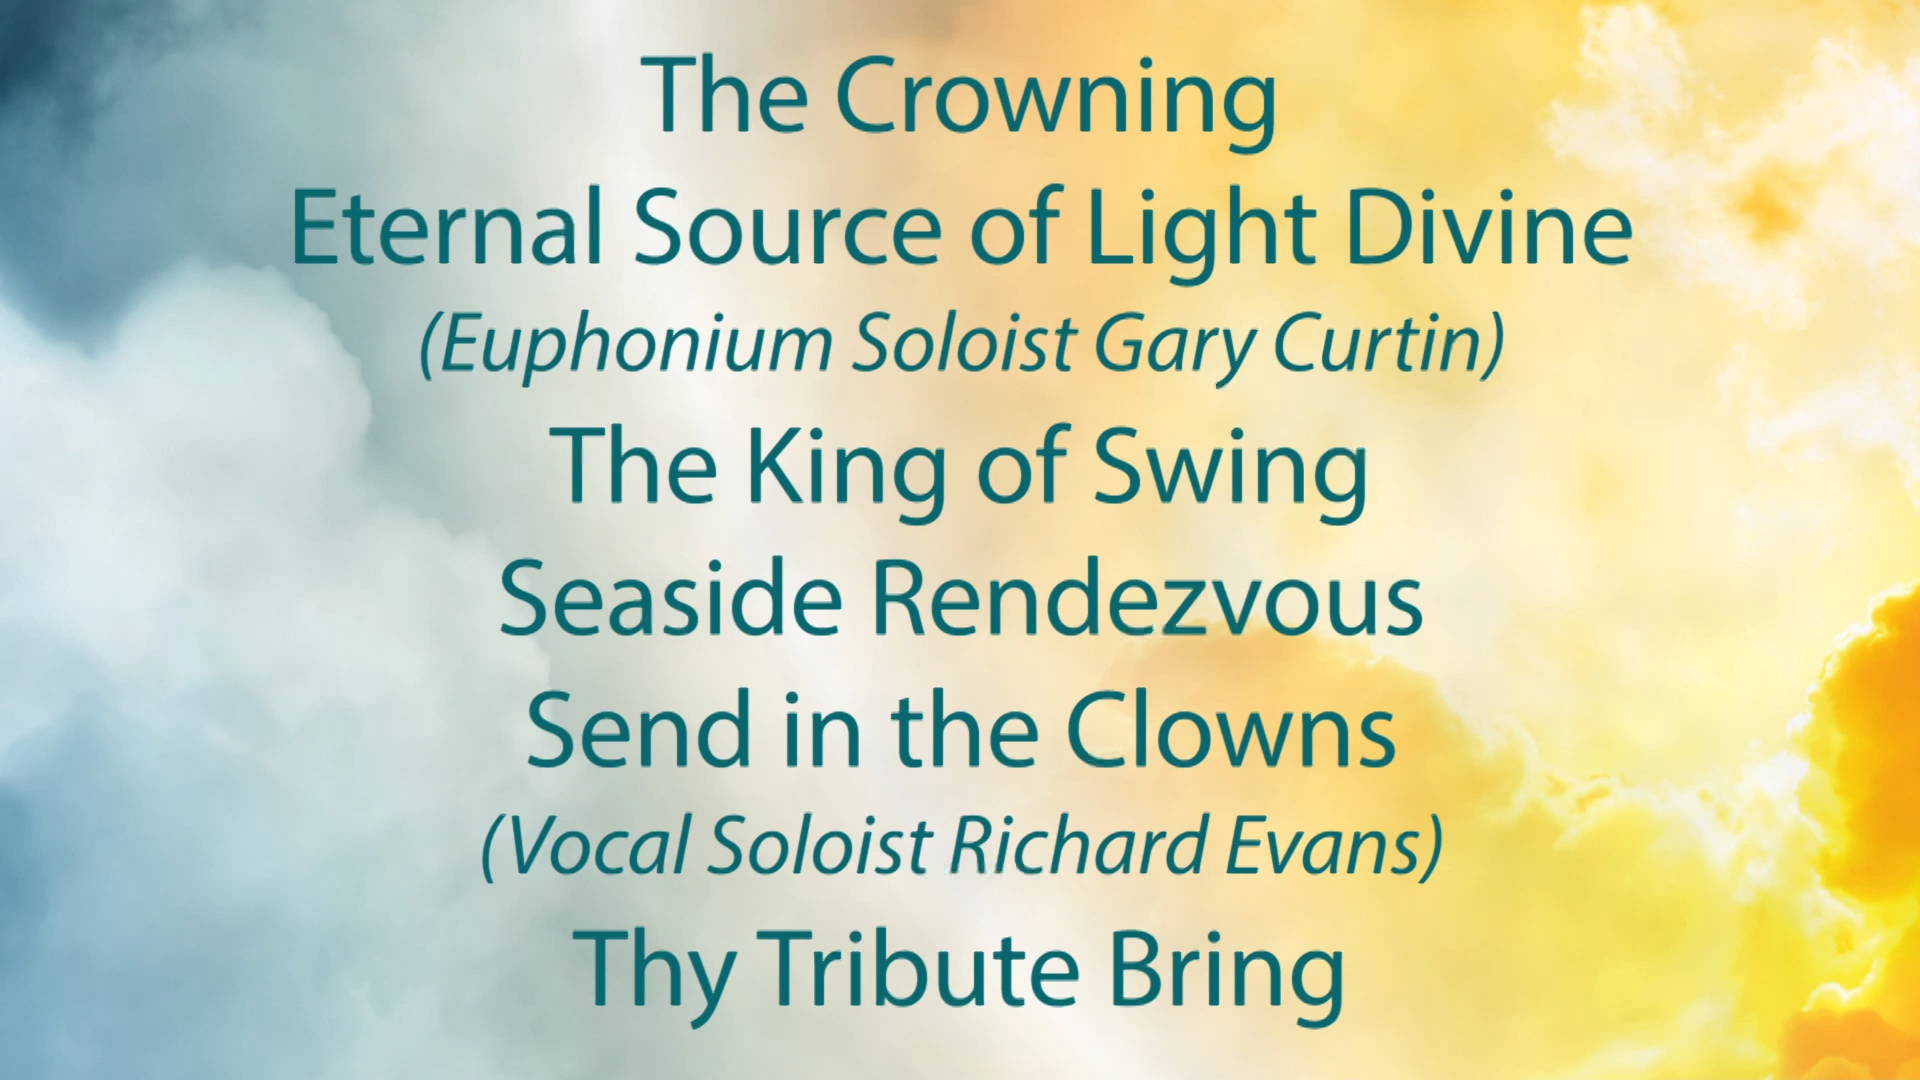 The Crowning
Eternal Source of Light Divine
(Euphonium Soloist Gary Curtin)
The King of Swing
Seaside Rendezvous
Send in the Clowns
(Vocal Soloist Richard Evans)
Thy Tribute Bring